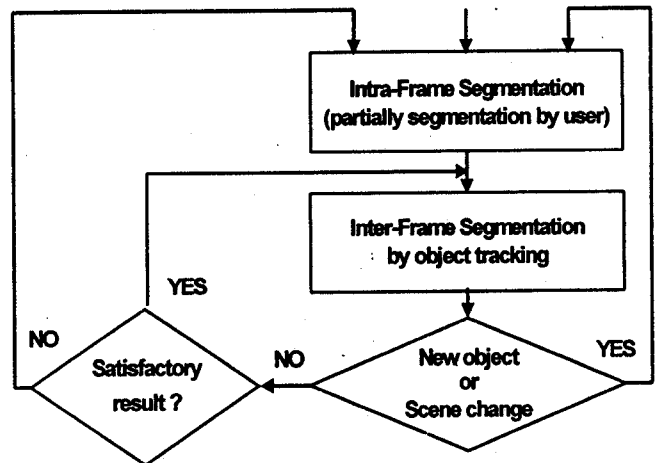 Intra-Frame Segmentation
(partially segmentation by user)
Inter-Frame Segmentation
by object tracking
YES
NO
Satisfactory
result ?
NO
New object
or
Scene change
YES